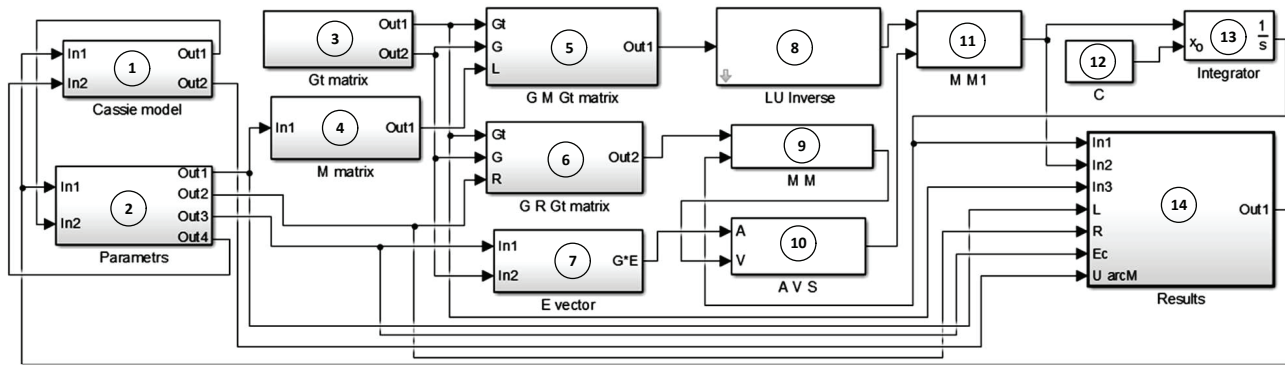 In1
In2
1
Out1
Out2
Cassie model
In1
In2
2
Out1
Out2
Out3
Out4
Parametrs
3
Out1
Out2
Gt matrix
In1
4
Out1
M matrix
Gt
G
L
5
Out1
G M Gt matrix
Gt
G
R
6
Out2
G R Gt matrix
In1
In2
7
G*E
E vector
8
LU Inverse
9
M M
A
V
10
A V S
11
M M1
12
C
x0
13
1
s
Integrator
In1
In2
In3
L
R
Ec
U arcM
14
Out1
Results